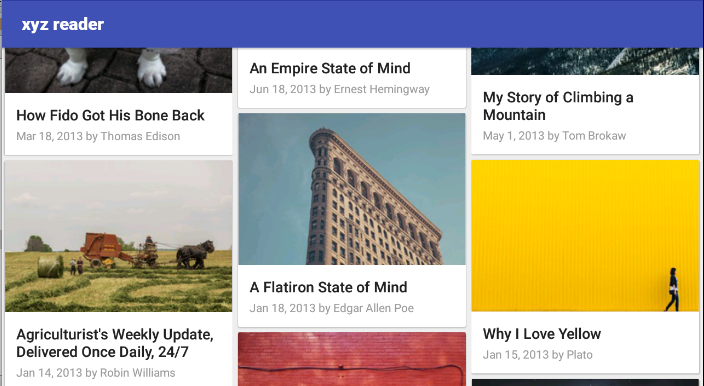 xyz reader
How Fido Got His Bone Back
Mar 18, 2013 by Thomas Edison
Agriculturist's Weekly Update,
Delivered Once Daily, 24/7
Jan 14, 2013 by Robin Williams
An Empire State of Mind
Jun 18, 2013 by Ernest Hemingway
A Flatiron State of Mind
Jan 18, 2013 by Edgar Allen Poe
My Story of Climbing a
Mountain
May 1, 2013 by Tom Brokaw
Why I Love Yellow
Jan 15, 2013 by Plato